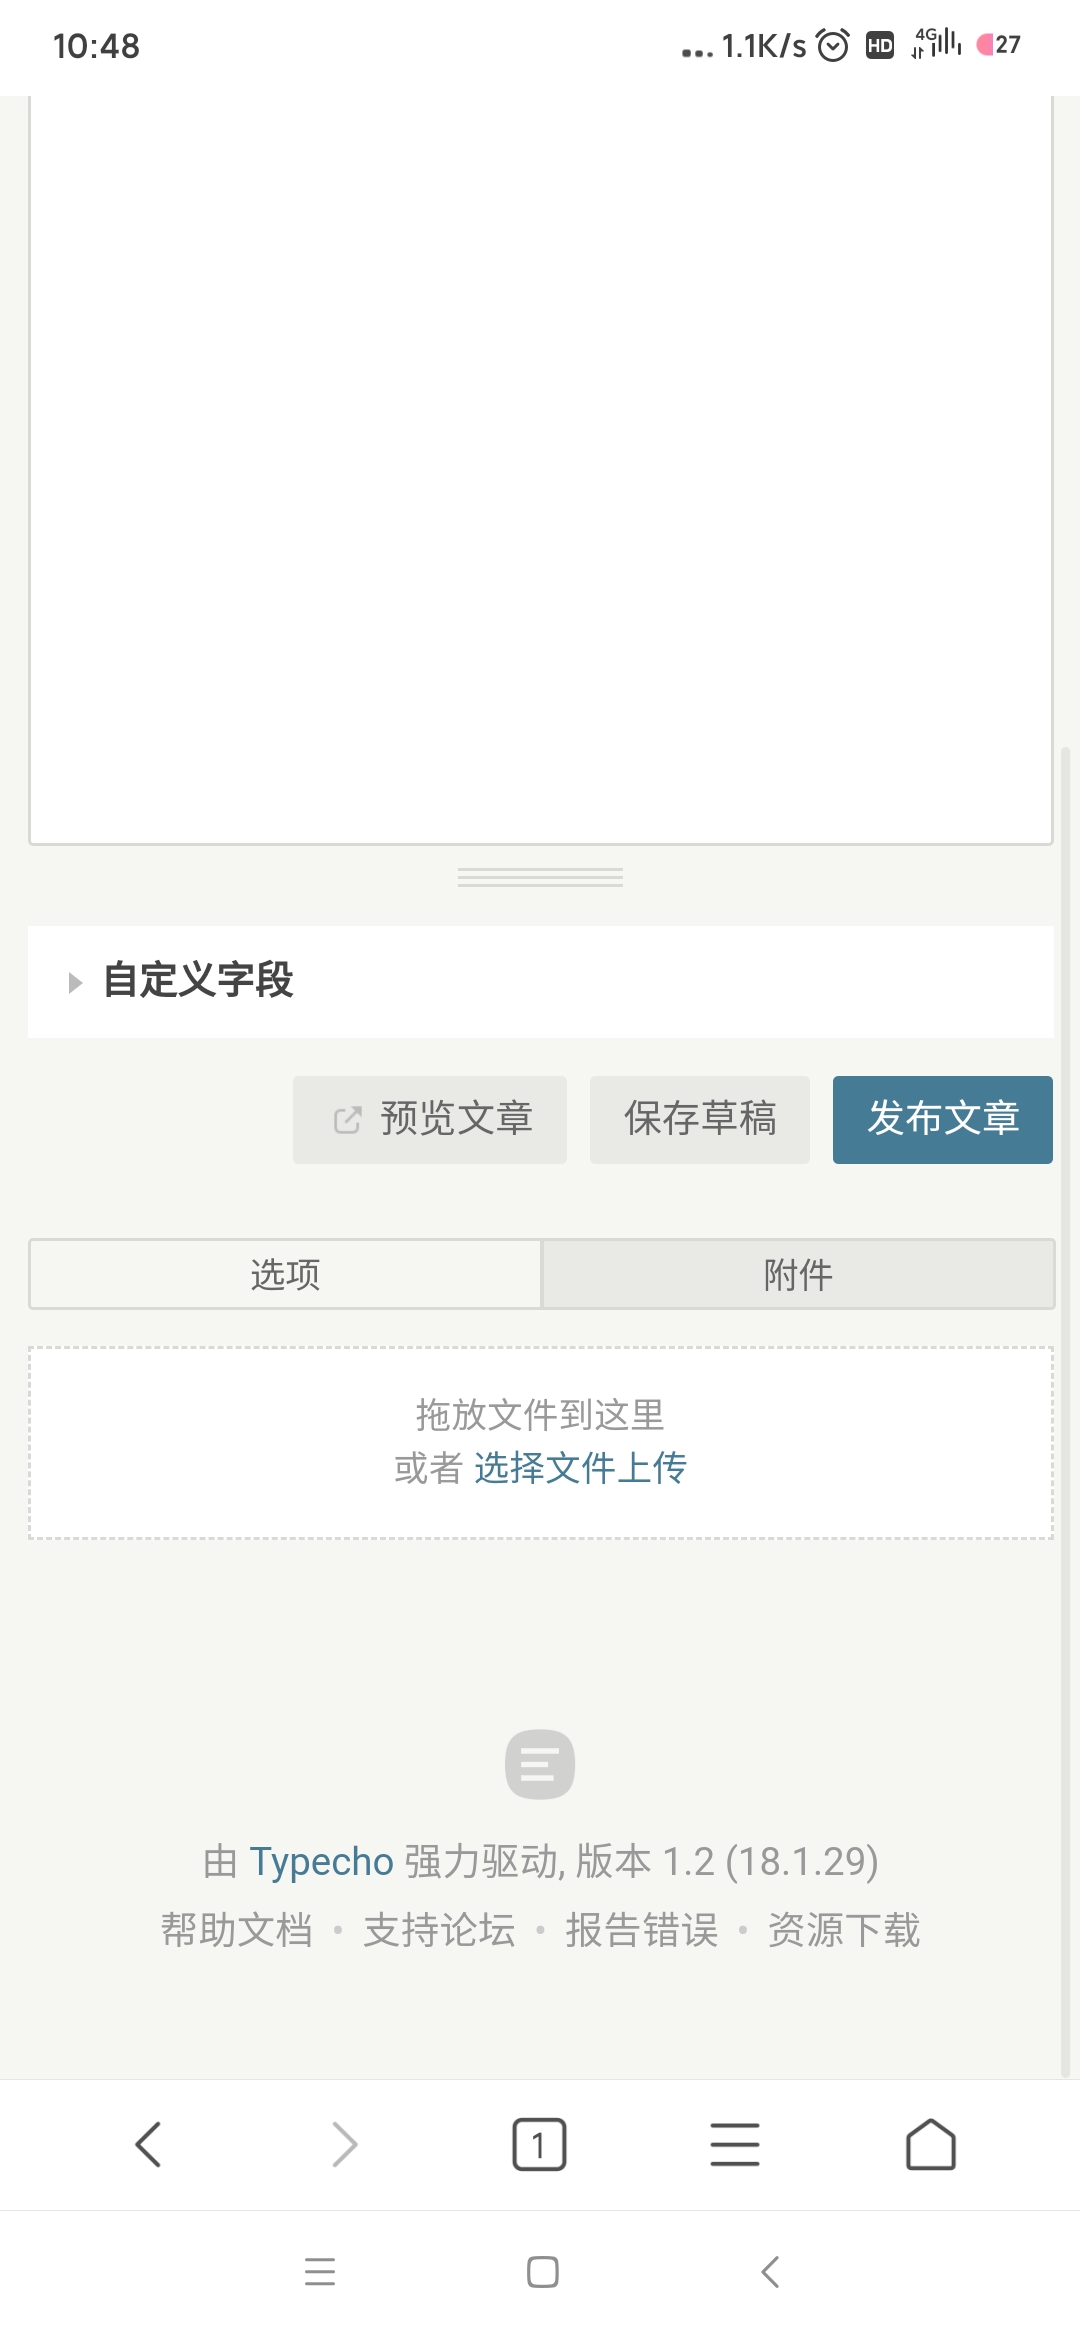 10:48
... 1.1K/s HD 4G 27
自定义字段
预览文章 保存草稿 发布文章
选项 附件
拖放文件到这里
或者 选择文件上传
由 Typecho 强力驱动, 版本 1.2 (18.1.29)
帮助文档 • 支持论坛 • 报告错误 • 资源下载
1